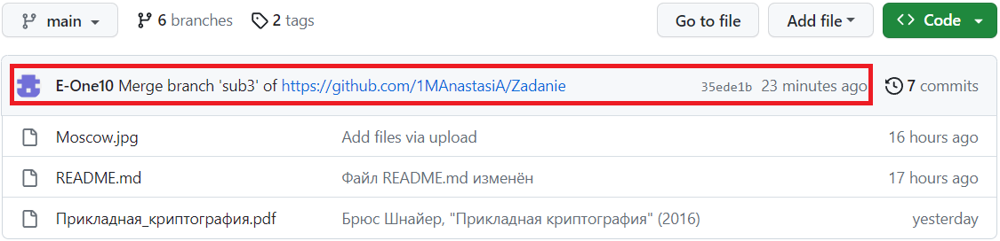 main 6 branches 2 tags Go to file Add file Code
E-One10 Merge branch 'sub3' of https://github.com/1MAnastasiA/Zadanie 35ede1b 23 minutes ago 7 commits
Moscow.jpg Add files via upload 16 hours ago
README.md Файл README.md изменён 17 hours ago
Прикладная_криптография.pdf Брюс Шнайер, "Прикладная криптография" (2016) yesterday